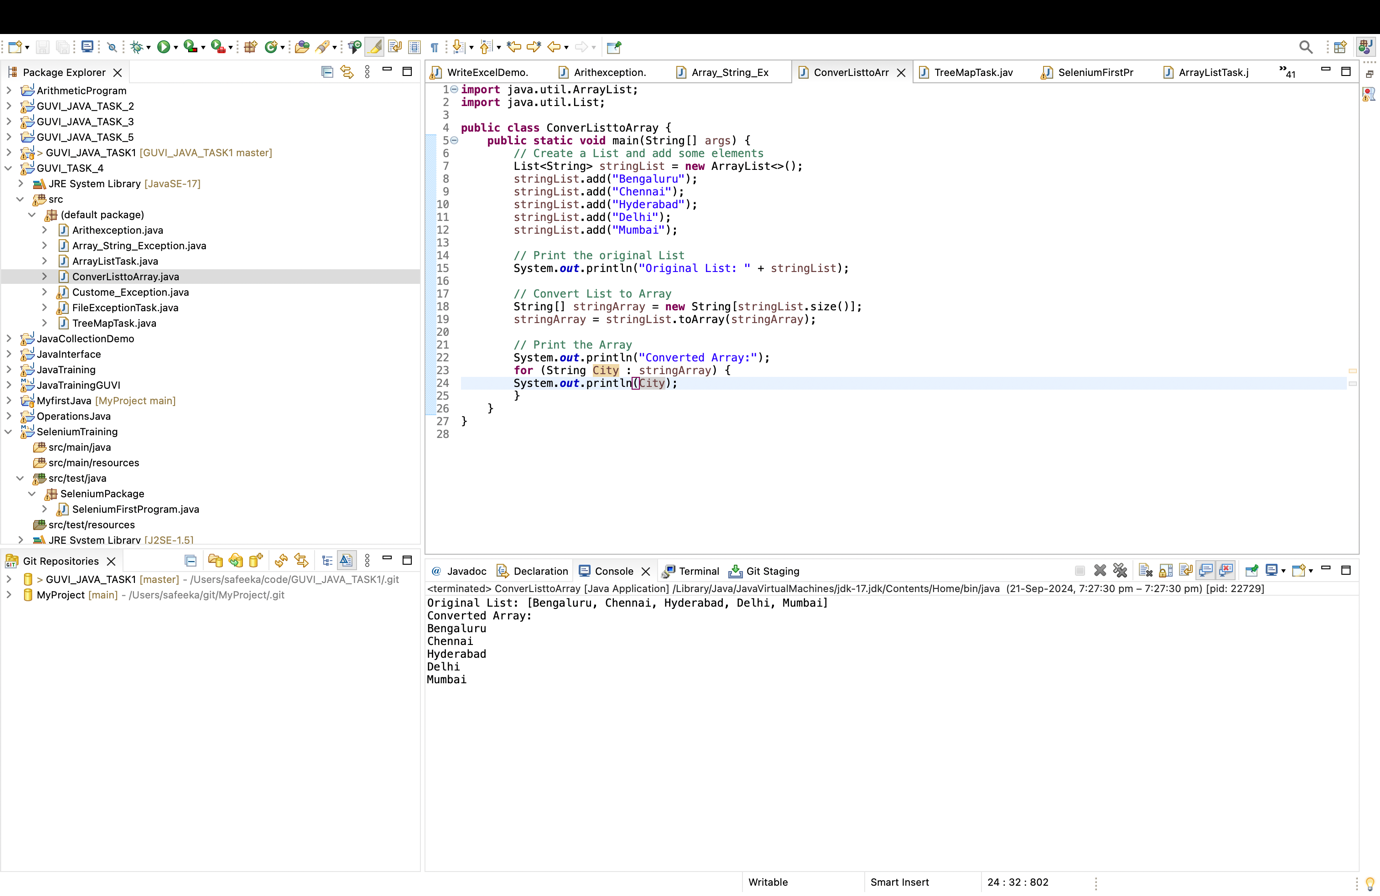 Package Explorer
ArithmeticProgram
GUVI_JAVA_TASK_2
GUVI_JAVA_TASK_3
GUVI_JAVA_TASK_5
> GUVI_JAVA_TASK1 [GUVI_JAVA_TASK1 master]
GUVI_TASK_4
JRE System Library [JavaSE-17]
src
(default package)
Arithexception.java
Array_String_Exception.java
ArrayListTask.java
ConverListtoArray.java
Custome_Exception.java
FileExceptionTask.java
TreeMapTask.java
JavaCollectionDemo
JavaInterface
JavaTraining
JavaTrainingGUVI
MyfirstJava [MyProject main]
OperationsJava
SeleniumTraining
src/main/java
src/main/resources
src/test/java
SeleniumPackage
SeleniumFirstProgram.java
src/test/resources
JRE System Library [J2SE-1.5]
Git Repositories
> GUVI_JAVA_TASK1 [master] - /Users/safeeka/code/GUVI_JAVA_TASK1/.git
MyProject [main] - /Users/safeeka/git/MyProject/.git
WriteExcelDemo. Arithexception. Array_String_Ex ConverListtoArr TreeMapTask.jav SeleniumFirstPr ArrayListTask.j »41
1 import java.util.ArrayList;
2 import java.util.List;
3
4 public class ConverListtoArray {
5 public static void main(String[] args) {
6 // Create a List and add some elements
7 List<String> stringList = new ArrayList<>();
8 stringList.add("Bengaluru");
9 stringList.add("Chennai");
10 stringList.add("Hyderabad");
11 stringList.add("Delhi");
12 stringList.add("Mumbai");
13
14 // Print the original List
15 System.out.println("Original List: " + stringList);
16
17 // Convert List to Array
18 String[] stringArray = new String[stringList.size()];
19 stringArray = stringList.toArray(stringArray);
20
21 // Print the Array
22 System.out.println("Converted Array:");
23 for (String City : stringArray) {
24 System.out.println(City);
25 }
26 }
27 }
28
@ Javadoc Declaration Console Terminal Git Staging
<terminated> ConverListtoArray [Java Application] /Library/Java/JavaVirtualMachines/jdk-17.jdk/Contents/Home/bin/java (21-Sep-2024, 7:27:30 pm – 7:27:30 pm) [pid: 22729]
Original List: [Bengaluru, Chennai, Hyderabad, Delhi, Mumbai]
Converted Array:
Bengaluru
Chennai
Hyderabad
Delhi
Mumbai
Writable Smart Insert 24 : 32 : 802